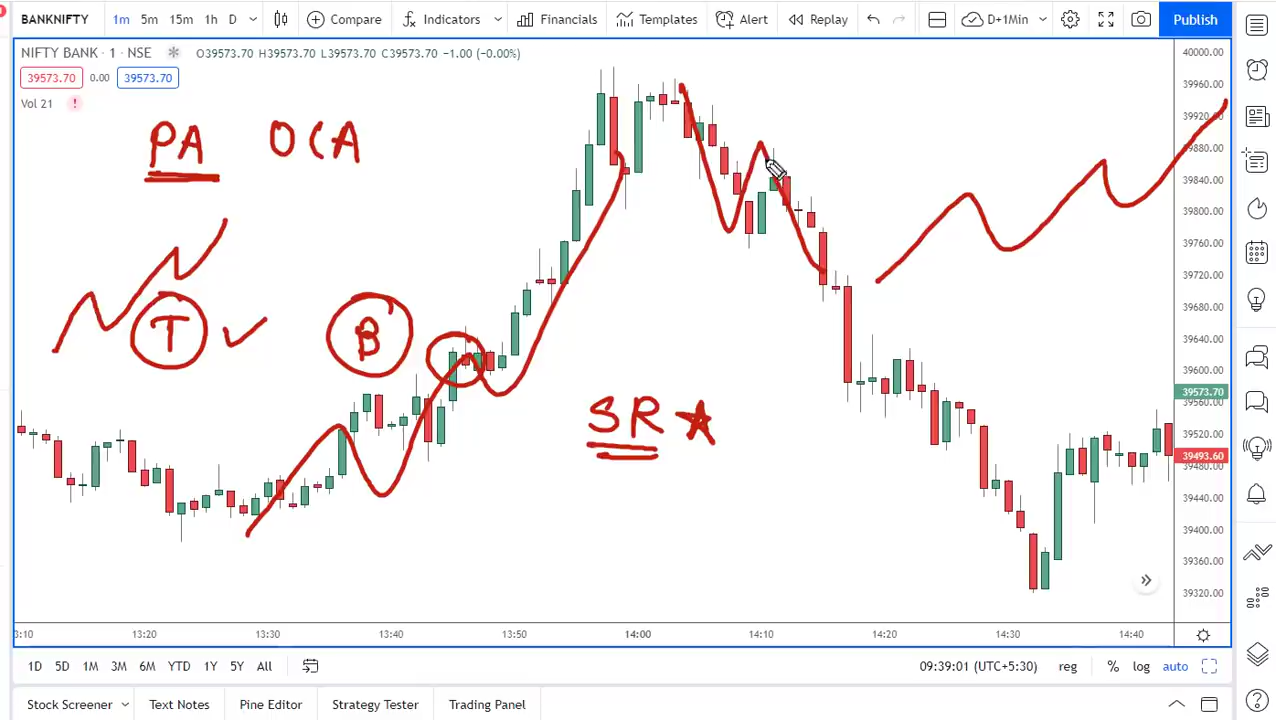 BANKNIFTY 1m 5m 15m 1h D Compare Indicators Financials Templates Alert Replay D+1Min Publish
NIFTY BANK · 1 · NSE O39573.70 H39573.70 L39573.70 C39573.70 −1.00 (−0.00%)
39573.70 0.00 39573.70
Vol 21 !
PA OCA
T B
SR
40000.00
39960.00
39920.00
39880.00
39840.00
39800.00
39760.00
39720.00
39680.00
39640.00
39600.00
39573.70
39560.00
39520.00
39493.60
39480.00
39440.00
39400.00
39360.00
39320.00
3:10 13:20 13:30 13:40 13:50 14:00 14:10 14:20 14:30 14:40
1D 5D 1M 3M 6M YTD 1Y 5Y All 09:39:01 (UTC+5:30) reg % log auto
Stock Screener Text Notes Pine Editor Strategy Tester Trading Panel